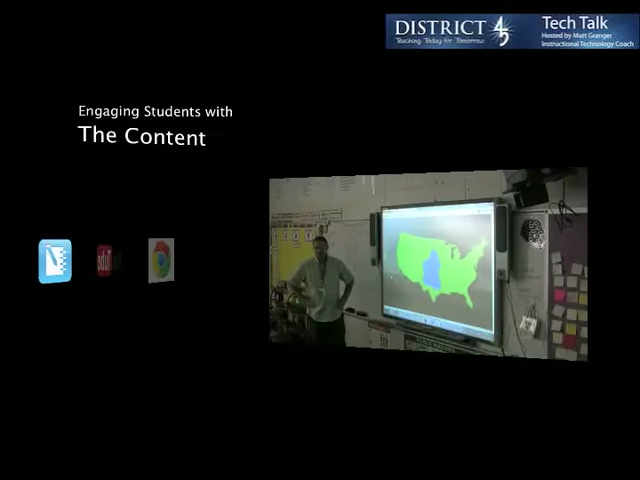 DISTRICT 45
Teaching Today for Tomorrow
Tech Talk
Hosted by Matt Granger
Instructional Technology Coach
Engaging Students with
The Content